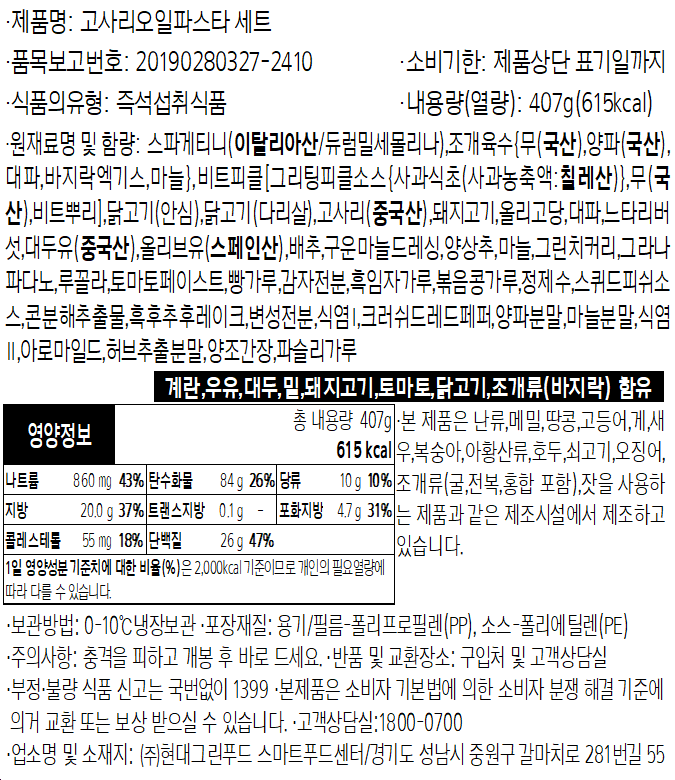 ·제품명: 고사리오일파스타 세트
·품목보고번호: 20190280327-2410 ·소비기한: 제품상단 표기일까지
·식품의유형: 즉석섭취식품 ·내용량(열량): 407g(615kcal)
·원재료명 및 함량: 스파게티니(이탈리아산/듀럼밀세몰리나),조개육수{무(국산),양파(국산),
대파,바지락엑기스,마늘},비트피클[그리팅피클소스{사과식초(사과농축액:칠레산)},무(국
산),비트뿌리],닭고기(안심),닭고기(다리살),고사리(중국산),돼지고기,올리고당,대파,느타리버
섯,대두유(중국산),올리브유(스페인산),배추,구운마늘드레싱,양상추,마늘,그린치커리,그라나
파다노,루꼴라,토마토페이스트,빵가루,감자전분,흑임자가루,볶음콩가루,정제수,스퀴드피쉬소
스,콘분해추출물,흑후추후레이크,변성전분,식염I,크러쉬드레드페퍼,양파분말,마늘분말,식염
II,아로마일드,허브추출분말,양조간장,파슬리가루
계란,우유,대두,밀,돼지고기,토마토,닭고기,조개류(바지락) 함유
영양정보
총 내용량 407g
615 kcal
나트륨 860 mg 43% 탄수화물 84 g 26% 당류 10 g 10%
지방 20.0 g 37% 트랜스지방 0.1 g - 포화지방 4.7 g 31%
콜레스테롤 55 mg 18% 단백질 26 g 47%
1일 영양성분 기준치에 대한 비율(%)은 2,000kcal 기준이므로 개인의 필요열량에
따라 다를 수 있습니다.
·본 제품은 난류,메밀,땅콩,고등어,게,새
우,복숭아,아황산류,호두,쇠고기,오징어,
조개류(굴,전복,홍합 포함),잣을 사용하
는 제품과 같은 제조시설에서 제조하고
있습니다.
·보관방법: 0-10℃냉장보관 ·포장재질: 용기/필름-폴리프로필렌(PP), 소스-폴리에틸렌(PE)
·주의사항: 충격을 피하고 개봉 후 바로 드세요. ·반품 및 교환장소: 구입처 및 고객상담실
·부정·불량 식품 신고는 국번없이 1399 ·본제품은 소비자 기본법에 의한 소비자 분쟁 해결 기준에
의거 교환 또는 보상 받으실 수 있습니다. ·고객상담실:1800-0700
·업소명 및 소재지: (주)현대그린푸드 스마트푸드센터/경기도 성남시 중원구 갈마치로 281번길 55